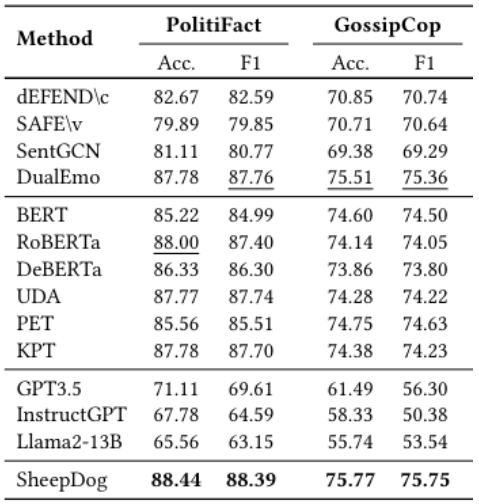 Method PolitiFact GossipCop
Acc. F1 Acc. F1
dEFEND\c 82.67 82.59 70.85 70.74
SAFE\v 79.89 79.85 70.71 70.64
SentGCN 81.11 80.77 69.38 69.29
DualEmo 87.78 87.76 75.51 75.36
BERT 85.22 84.99 74.60 74.50
RoBERTa 88.00 87.40 74.14 74.05
DeBERTa 86.33 86.30 73.86 73.80
UDA 87.77 87.74 74.28 74.22
PET 85.56 85.51 74.75 74.63
KPT 87.78 87.70 74.38 74.23
GPT3.5 71.11 69.61 61.49 56.30
InstructGPT 67.78 64.59 58.33 50.38
Llama2-13B 65.56 63.15 55.74 53.54
SheepDog 88.44 88.39 75.77 75.75